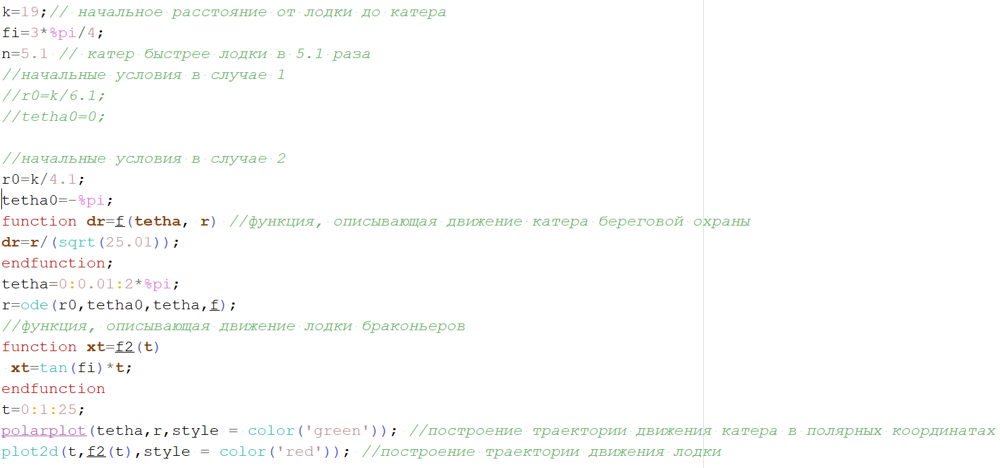 k=19;// начальное расстояние от лодки до катера
fi=3*%pi/4;
n=5.1 // катер быстрее лодки в 5.1 раза
//начальные условия в случае 1
//r0=k/6.1;
//tetha0=0;
//начальные условия в случае 2
r0=k/4.1;
tetha0=-%pi;
function dr=f(tetha, r) //функция, описывающая движение катера береговой охраны
dr=r/(sqrt(25.01));
endfunction;
tetha=0:0.01:2*%pi;
r=ode(r0,tetha0,tetha,f);
//функция, описывающая движение лодки браконьеров
function xt=f2(t)
xt=tan(fi)*t;
endfunction
t=0:1:25;
polarplot(tetha,r,style = color('green')); //построение траектории движения катера в полярных координатах
plot2d(t,f2(t),style = color('red')); //построение траектории движения лодки